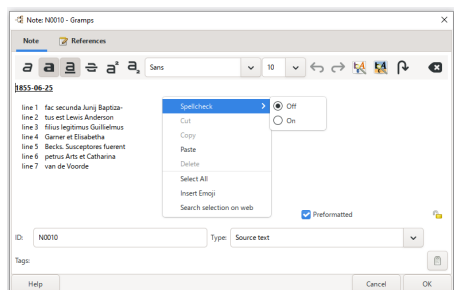 Note: N0010 - Gramps
Note References
a a a a a a Sans 10
1855-06-25
line 1 fac secunda Junij Baptiza-
line 2 tus est Lewis Anderson
line 3 filius legitimus Guillielmus
line 4 Garner et Elisabetha
line 5 Becks. Susceptores fuerent
line 6 petrus Arts et Catharina
line 7 van de Voorde
Spellcheck
Off
On
Cut
Copy
Paste
Delete
Select All
Insert Emoji
Search selection on web
Preformatted
ID: N0010 Type: Source text
Tags:
Help Cancel OK